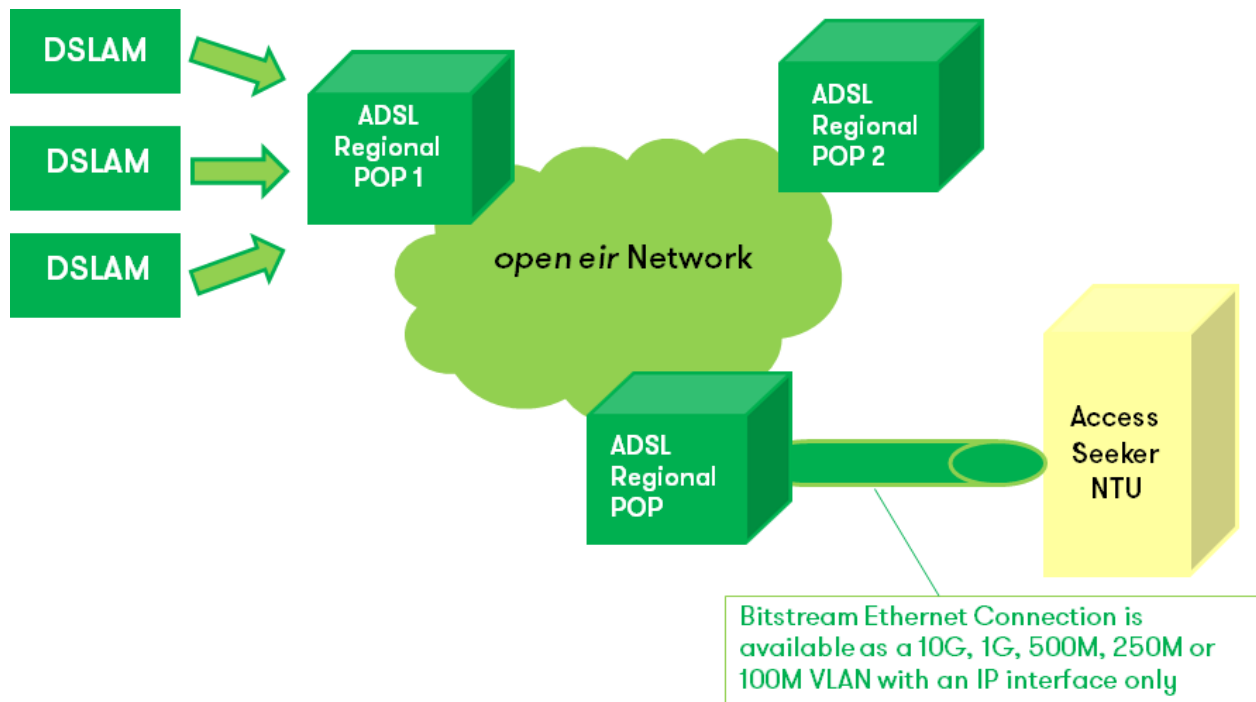 DSLAM
DSLAM
DSLAM
ADSL
Regional
POP 1
ADSL
Regional
POP 2
open eir Network
ADSL
Regional
POP
Access
Seeker
NTU
Bitstream Ethernet Connection is
available as a 10G, 1G, 500M, 250M or
100M VLAN with an IP interface only